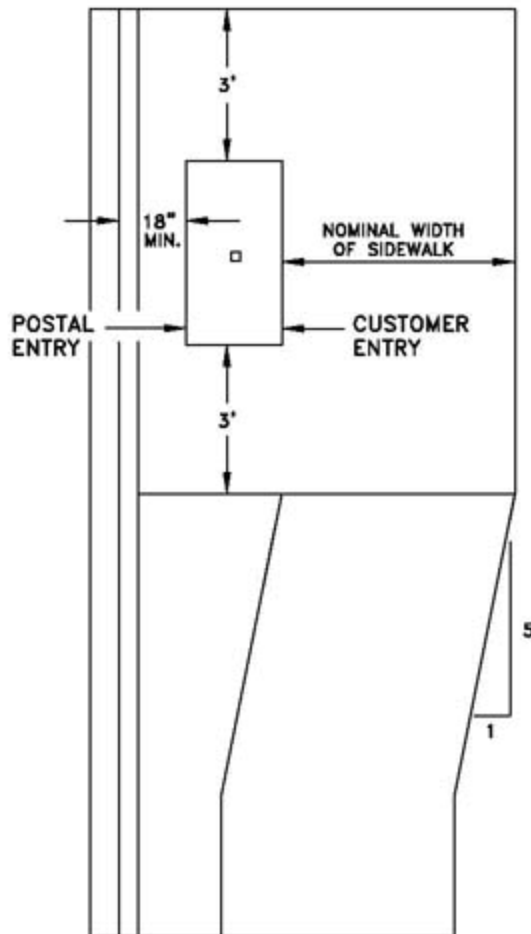 3'
18"
MIN.
NOMINAL WIDTH
OF SIDEWALK
POSTAL
ENTRY
CUSTOMER
ENTRY
3'
5
1